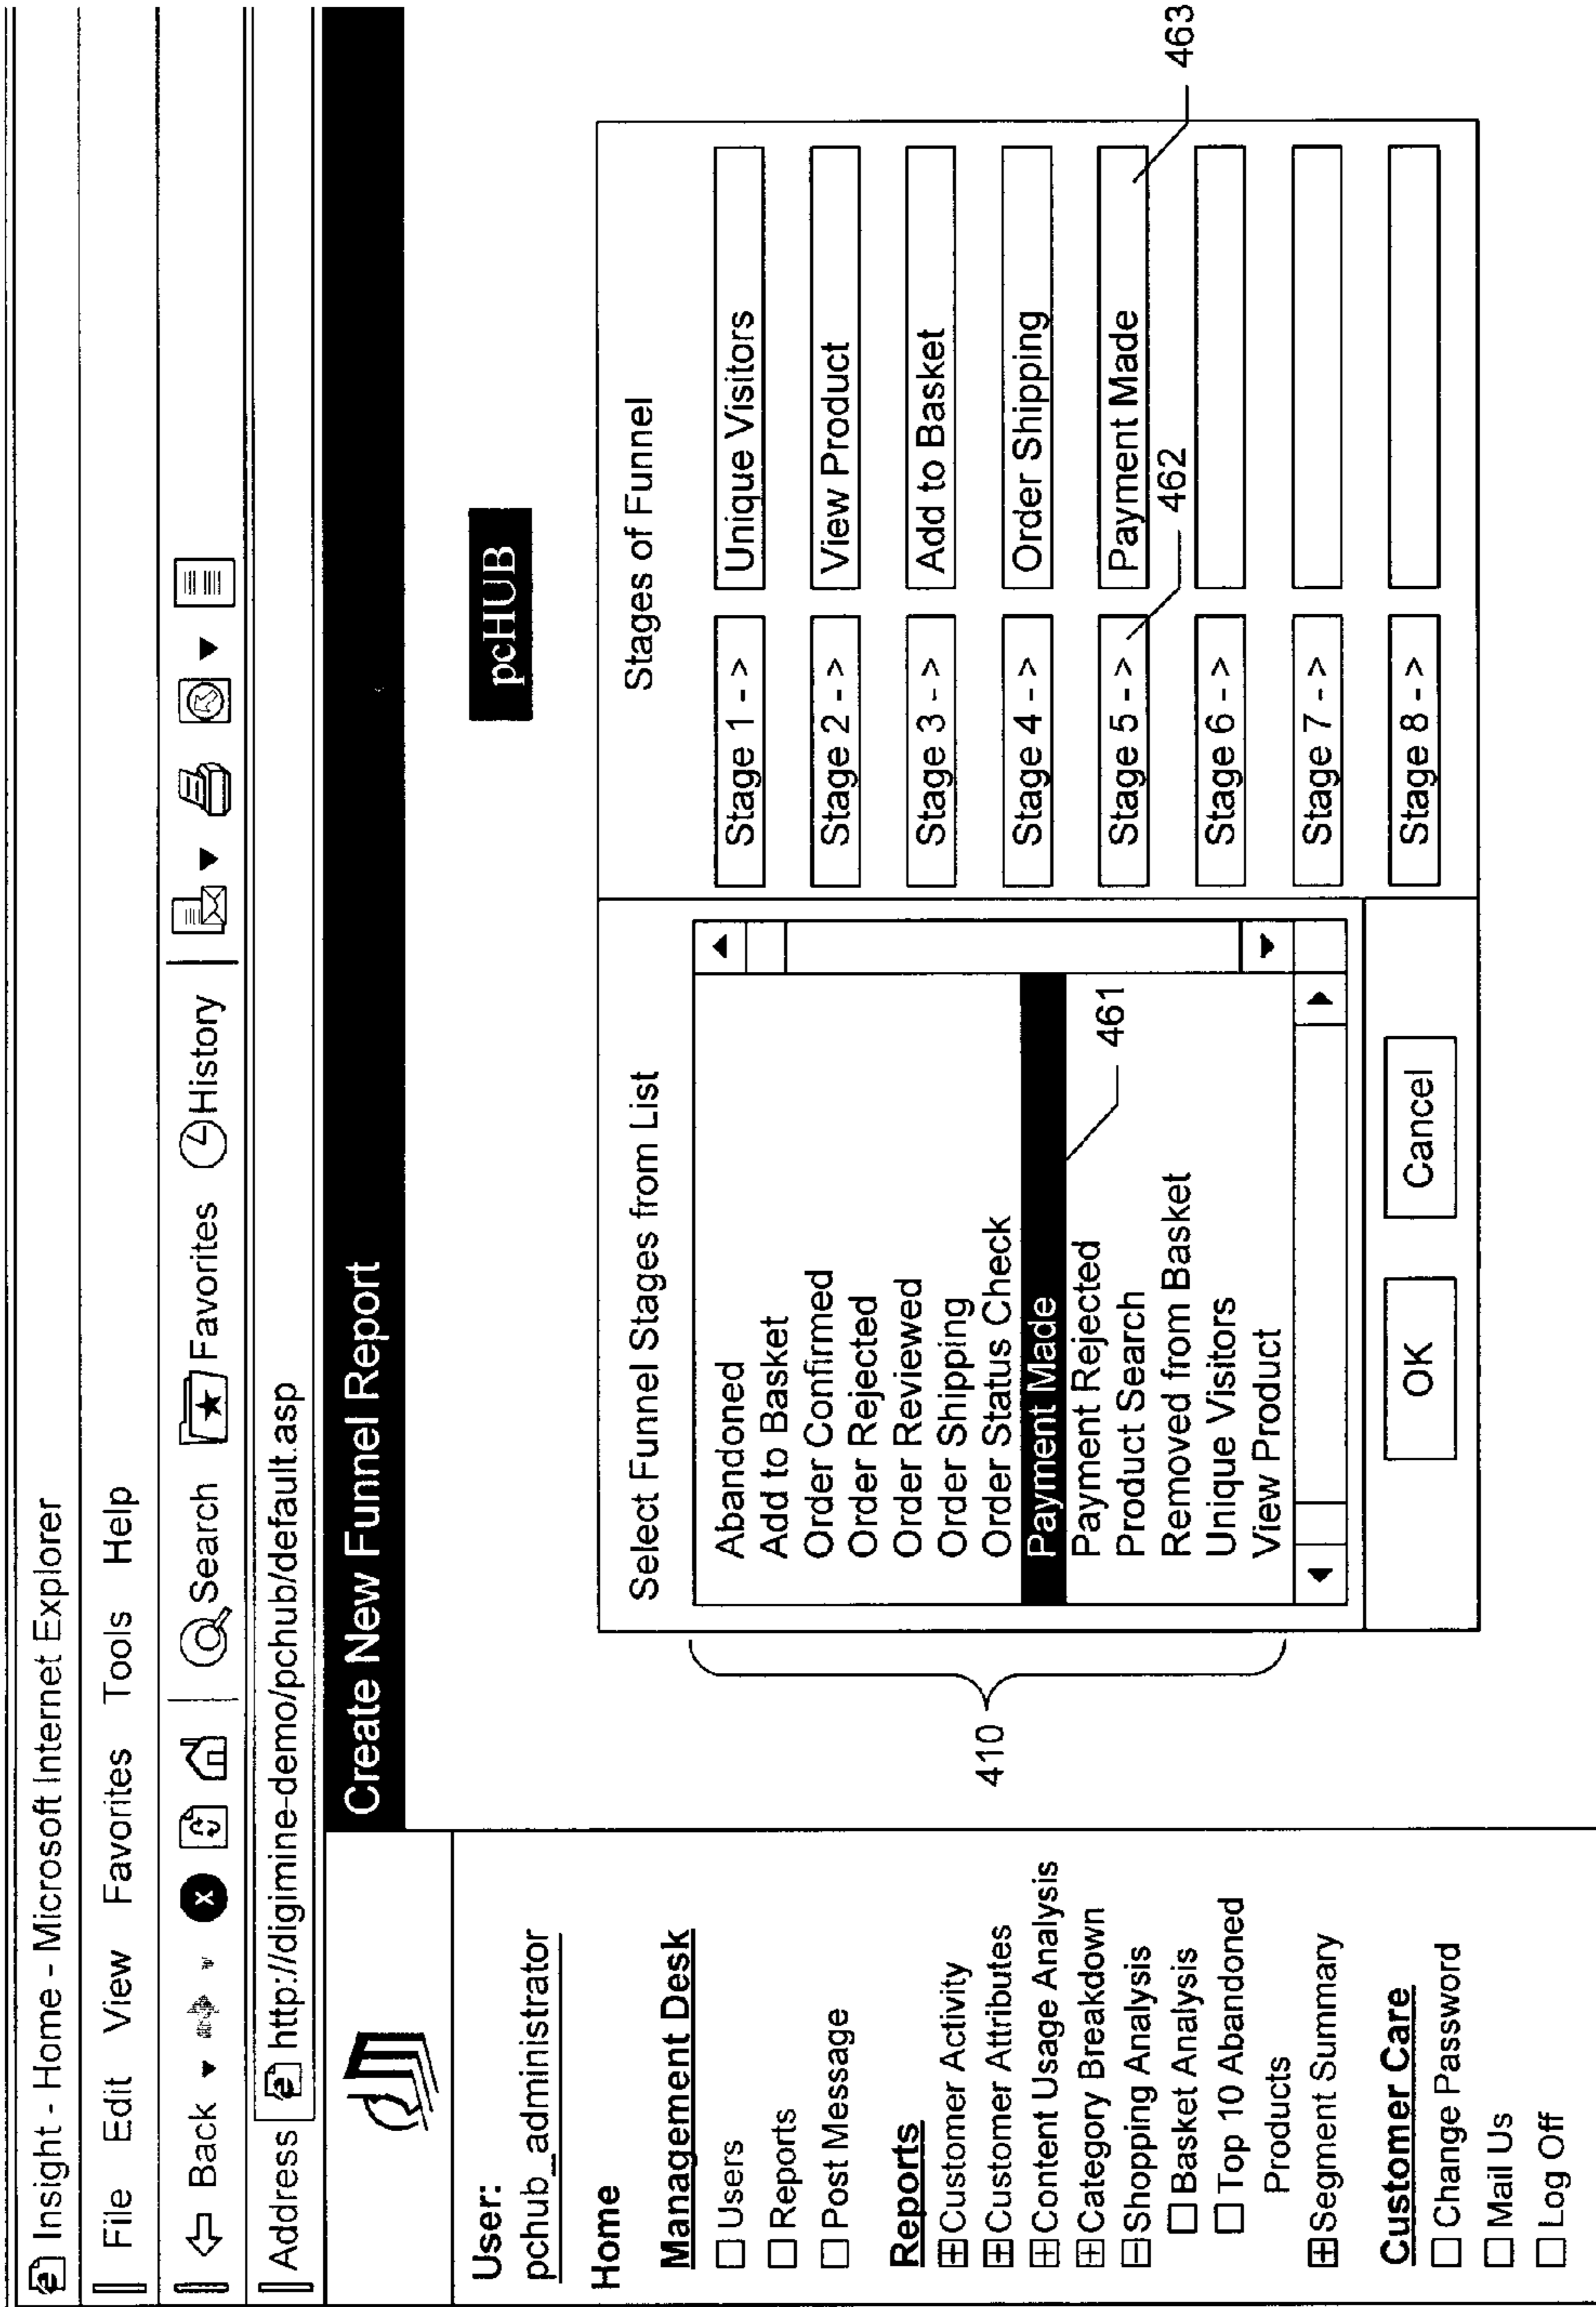 Insight - Home - Microsoft Internet Explorer
File Edit View Favorites Tools Help
Back Search Favorites History
Address http://digimine-demo/pchub/default.asp
Create New Funnel Report
User:
pchub_administrator
Home
Management Desk
Users
Reports
Post Message
Reports
Customer Activity
Customer Attributes
Content Usage Analysis
Category Breakdown
Shopping Analysis
Basket Analysis
Top 10 Abandoned
Products
Segment Summary
Customer Care
Change Password
Mail Us
Log Off
pcHUB
Select Funnel Stages from List
Abandoned
Add to Basket
Order Confirmed
Order Rejected
Order Reviewed
Order Shipping
Order Status Check
Payment Made
Payment Rejected
Product Search
Removed from Basket
Unique Visitors
View Product
410
461
OK Cancel
Stages of Funnel
Stage 1 - > Unique Visitors
Stage 2 - > View Product
Stage 3 - > Add to Basket
Stage 4 - > Order Shipping
Stage 5 - > Payment Made
462
463
Stage 6 - >
Stage 7 - >
Stage 8 - >